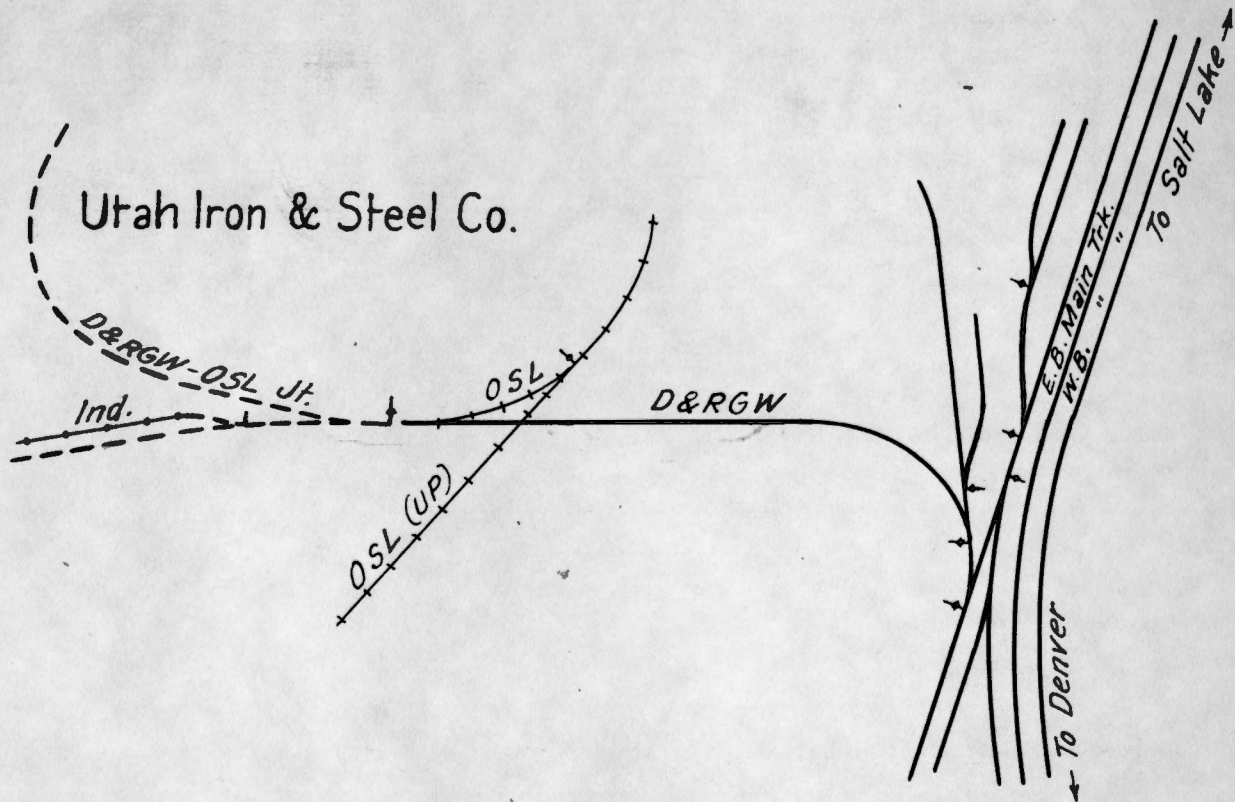 Utah Iron & Steel Co.
D&RGW-OSL Jt.
Ind.
OSL
OSL (UP)
D&RGW
E.B. Main Trk.
W.B. " "
To Salt Lake
To Denver